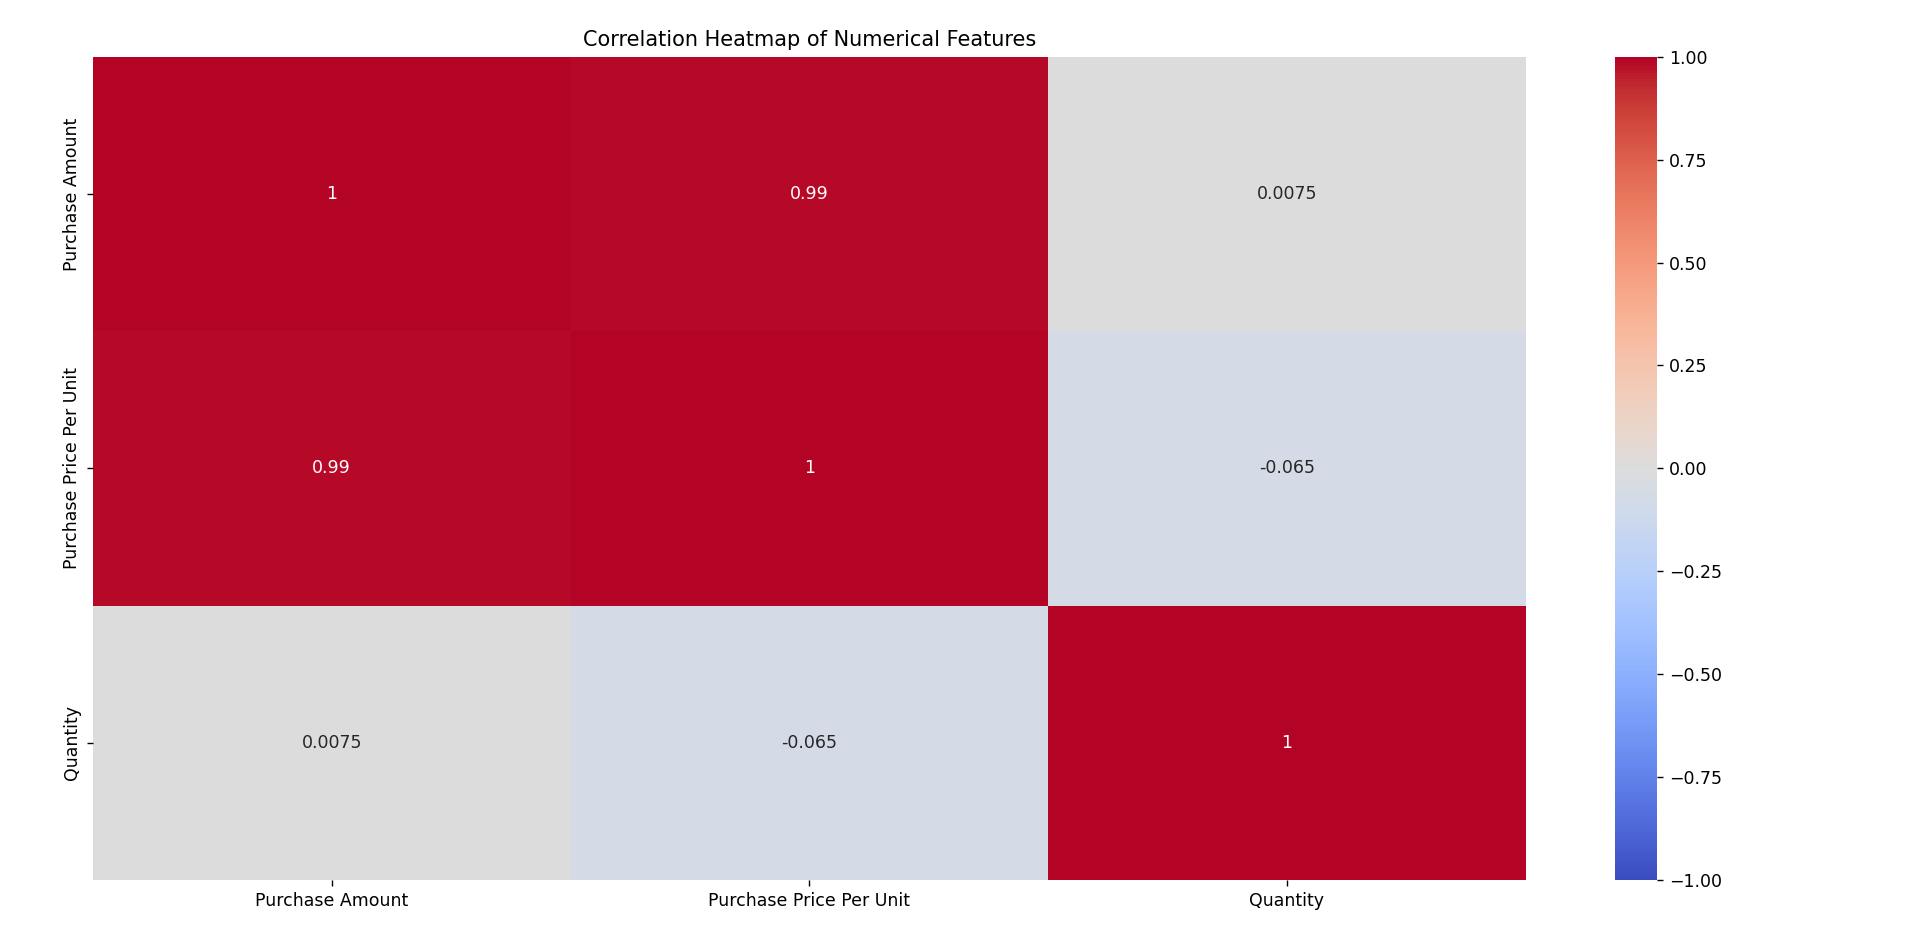 Correlation Heatmap of Numerical Features
Purchase Amount
1
0.99
0.0075
Purchase Price Per Unit
0.99
1
-0.065
Quantity
0.0075
-0.065
1
Purchase Amount
Purchase Price Per Unit
Quantity
1.00
0.75
0.50
0.25
0.00
−0.25
−0.50
−0.75
−1.00